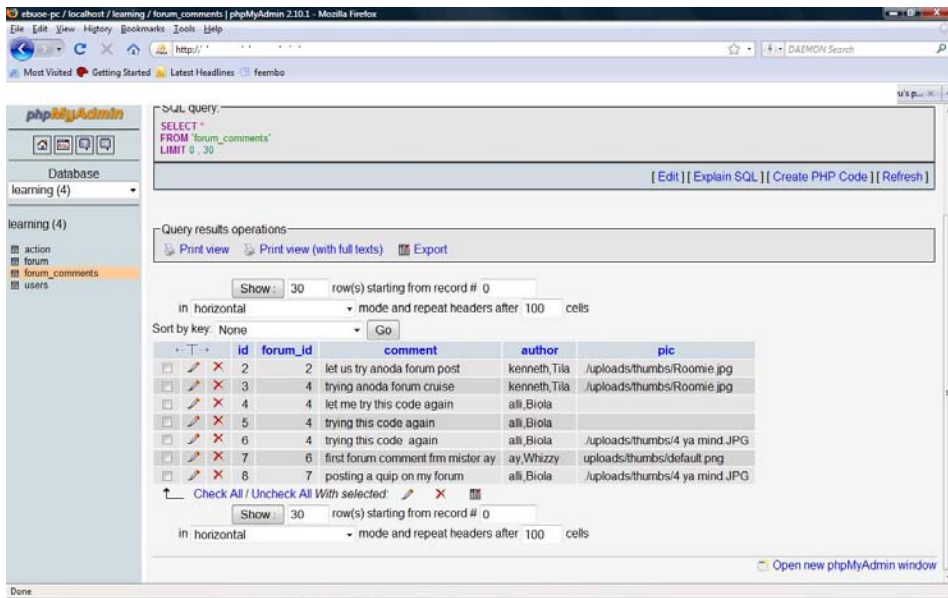 ebuoe-pc / localhost / learning / forum_comments | phpMyAdmin 2.10.1 - Mozilla Firefox
File Edit View History Bookmarks Tools Help
http://
DAEMON Search
Most Visited Getting Started Latest Headlines feembo
u's p...
phpMyAdmin
Database
learning (4)
learning (4)
action
forum
forum_comments
users
SQL query:
SELECT *
FROM `forum_comments`
LIMIT 0 , 30
[ Edit ] [ Explain SQL ] [ Create PHP Code ] [ Refresh ]
Query results operations
Print view Print view (with full texts) Export
Show : 30 row(s) starting from record # 0
in horizontal mode and repeat headers after 100 cells
Sort by key: None Go
←T→ id forum_id comment author pic
2 2 let us try anoda forum post kenneth,Tila ./uploads/thumbs/Roomie.jpg
3 4 trying anoda forum cruise kenneth,Tila ./uploads/thumbs/Roomie.jpg
4 4 let me try this code again alli,Biola
5 4 trying this code again alli,Biola
6 4 trying this code again alli,Biola ./uploads/thumbs/4 ya mind.JPG
7 6 first forum comment frm mister ay ay,Whizzy uploads/thumbs/default.png
8 7 posting a quip on my forum alli,Biola ./uploads/thumbs/4 ya mind.JPG
Check All / Uncheck All With selected:
Show : 30 row(s) starting from record # 0
in horizontal mode and repeat headers after 100 cells
Open new phpMyAdmin window
Done